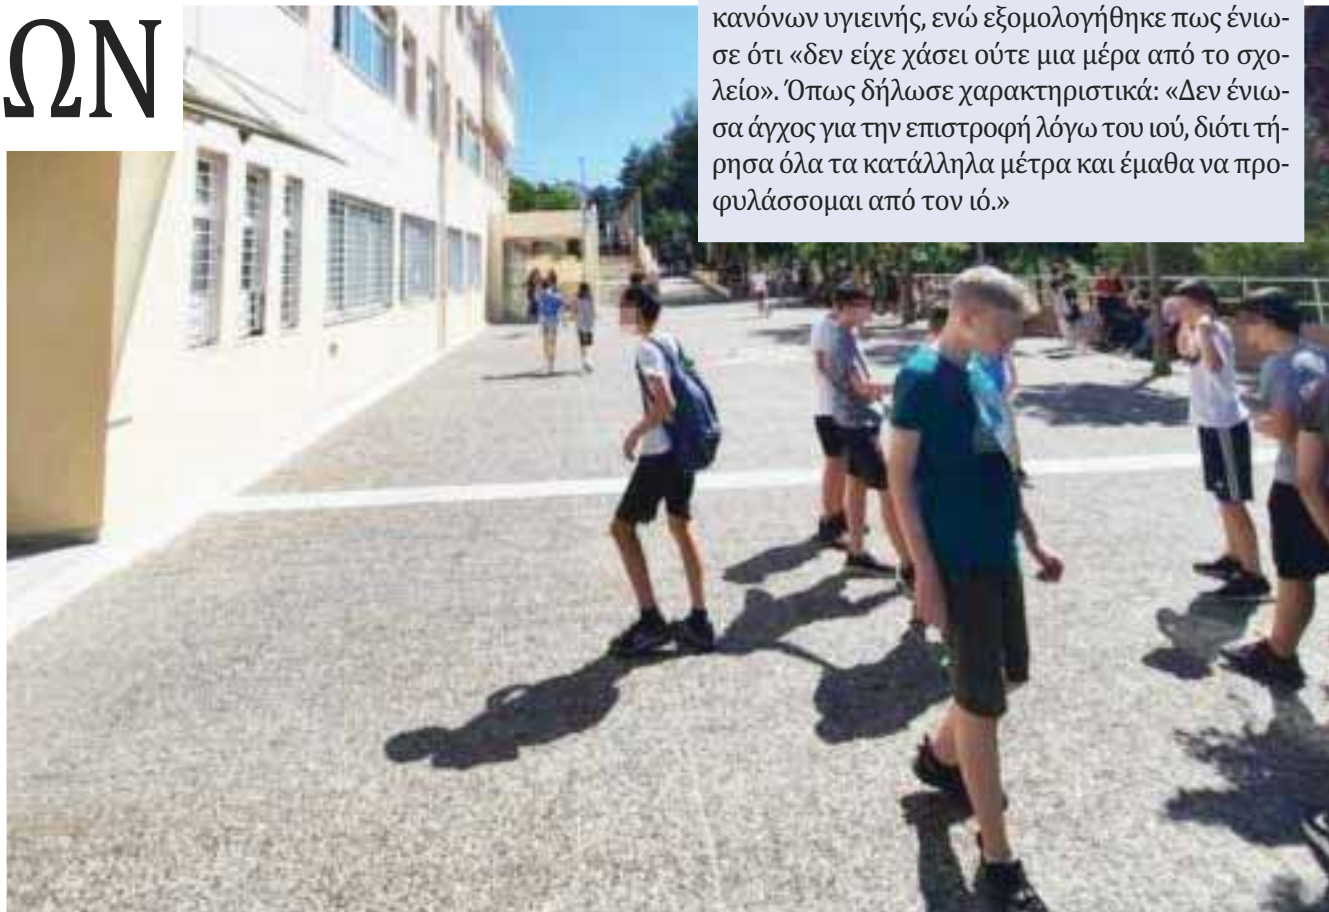 ΩΝ
κανόνων υγιεινής, ενώ εξομολογήθηκε πως ένιω-
σε ότι «δεν είχε χάσει ούτε μια μέρα από το σχο-
λείο». Όπως δήλωσε χαρακτηριστικά: «Δεν ένιω-
σα άγχος για την επιστροφή λόγω του ιού, διότι τή-
ρησα όλα τα κατάλληλα μέτρα και έμαθα να προ-
φυλάσσομαι από τον ιό.»